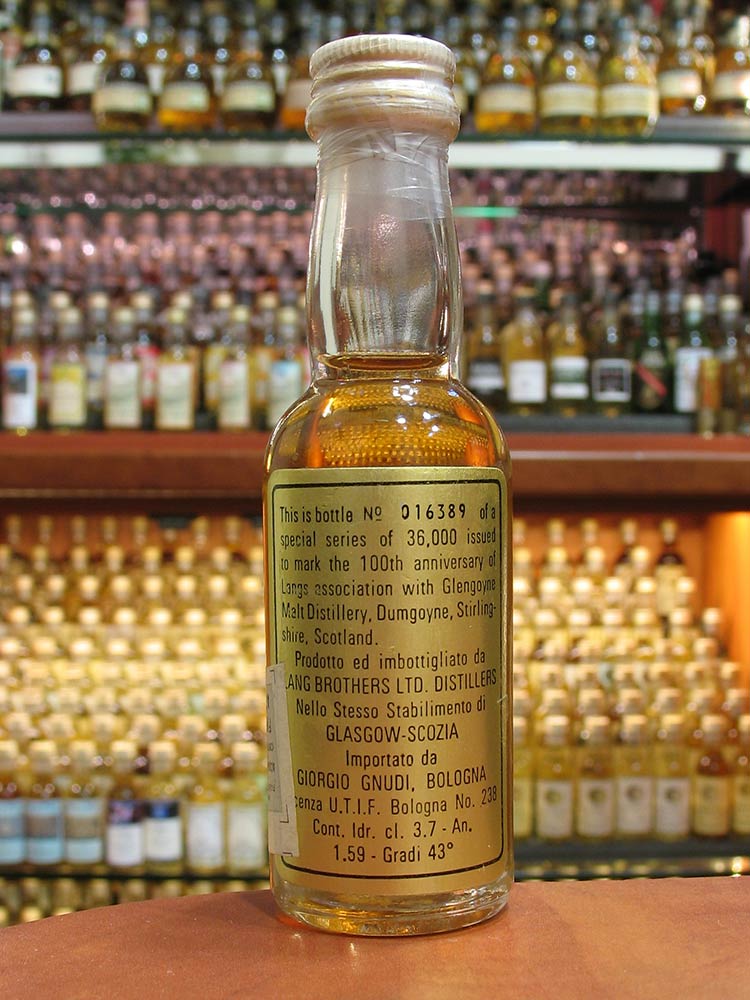 This is bottle Nº 016389 of a
special series of 36,000 issued
to mark the 100th anniversary of
Langs association with Glengoyne
Malt Distillery, Dumgoyne, Stirling-
shire, Scotland.
Prodotto ed imbottigliato da
LANG BROTHERS LTD. DISTILLERS
Nello Stesso Stabilimento di
GLASGOW-SCOZIA
Importato da
GIORGIO GNUDI, BOLOGNA
cenza U.T.I.F. Bologna No. 238
Cont. Idr. cl. 3.7 - An.
1.59 - Gradi 43°